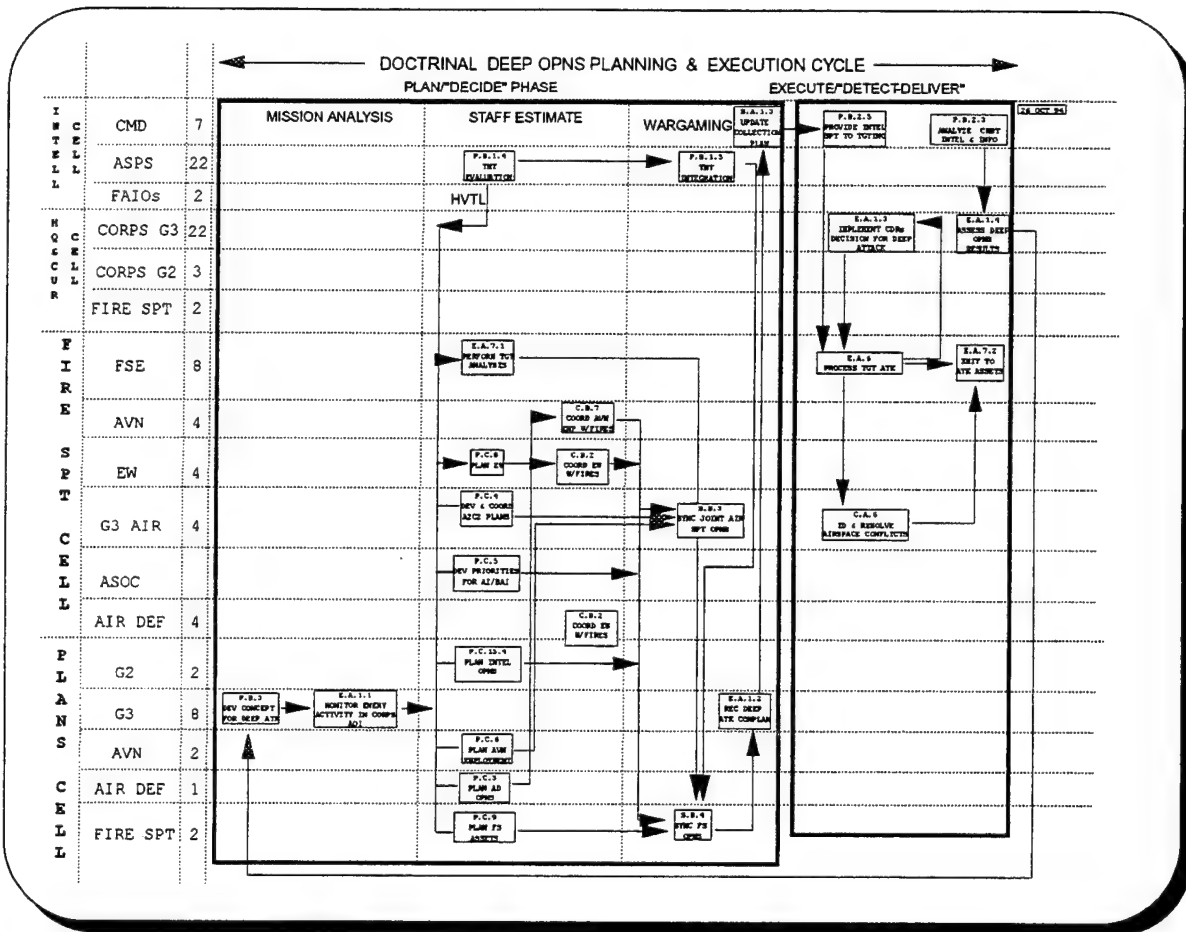 DOCTRINAL DEEP OPNS PLANNING & EXECUTION CYCLE
PLAN/"DECIDE" PHASE
EXECUTE/"DETECT-DELIVER"
26 OCT 94
MISSION ANALYSIS
STAFF ESTIMATE
WARGAMING
INTELL CELL
CMD 7
ASPS 22
FAIOs 2
HQ&CUR CELL
CORPS G3 22
CORPS G2 3
FIRE SPT 2
FIRE SPT CELL
FSE 8
AVN 4
EW 4
G3 AIR 4
ASOC
AIR DEF 4
PLANS CELL
G2 2
G3 8
AVN 2
AIR DEF 1
FIRE SPT 2
UPDATE
COLLECTION
PLAN
P.B.2.5
PROVIDE INTEL
SPT TO TGTING
P.B.2.3
ANALYZE CMBT
INTEL & INFO
P.B.1.4
TNT
EVALUATION
P.B.1.5
TNT
INTEGRATION
HVTL
E.A.1.3
IMPLEMENT CDRs
DECISION FOR DEEP
ATTACK
E.A.1.4
ASSESS DEEP
OPNS
RESULTS
E.A.7.1
PERFORM TGT
ANALYSIS
E.A.6
PROCESS TGT ATK
E.A.7.2
XMIT TO
ATK ASSETS
C.B.7
COORD AVN
W/FIRES
P.C.8
PLAN EW
C.B.2
COORD EW
W/FIRES
P.C.4
DEV & COORD
A2C2 PLANS
SYNC JOINT AIR
SPT OPNS
C.A.6
ID & RESOLVE
AIRSPACE CONFLICTS
P.C.5
DEV PRIORITIES
FOR AI/BAI
C.B.2
COORD EW
W/FIRES
P.C.15.4
PLAN INTEL
OPNS
P.B.3
DEV CONCEPT
FOR DEEP ATK
E.A.1.1
MONITOR ENEMY
ACTIVITY IN CORPS
AOI
E.A.1.2
REC DEEP
ATK COMPLAN
P.C.6
PLAN AVN
EMPLOYMENT
P.C.3
PLAN AD
OPNS
P.C.9
PLAN FS
ASSETS
SYNC FS
OPNS